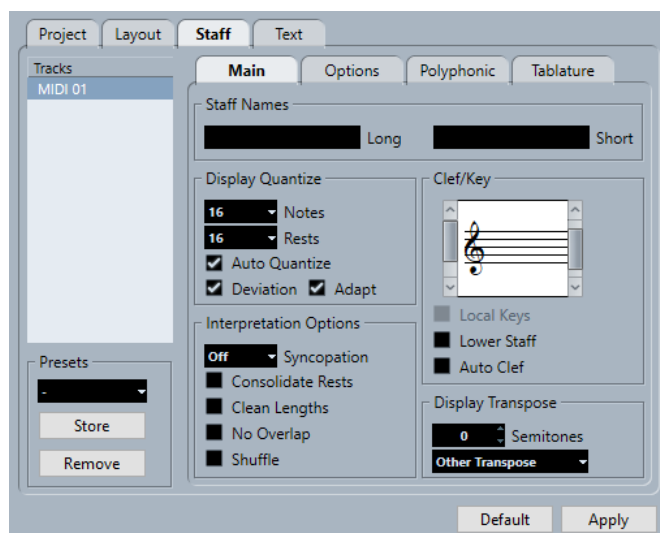 Project Layout Staff Text
Tracks
MIDI 01
Main Options Polyphonic Tablature
Staff Names
Long Short
Display Quantize
16 Notes
16 Rests
Auto Quantize
Deviation Adapt
Clef/Key
Local Keys
Lower Staff
Auto Clef
Interpretation Options
Off Syncopation
Consolidate Rests
Clean Lengths
No Overlap
Shuffle
Display Transpose
0 Semitones
Other Transpose
Presets
-
Store
Remove
Default Apply